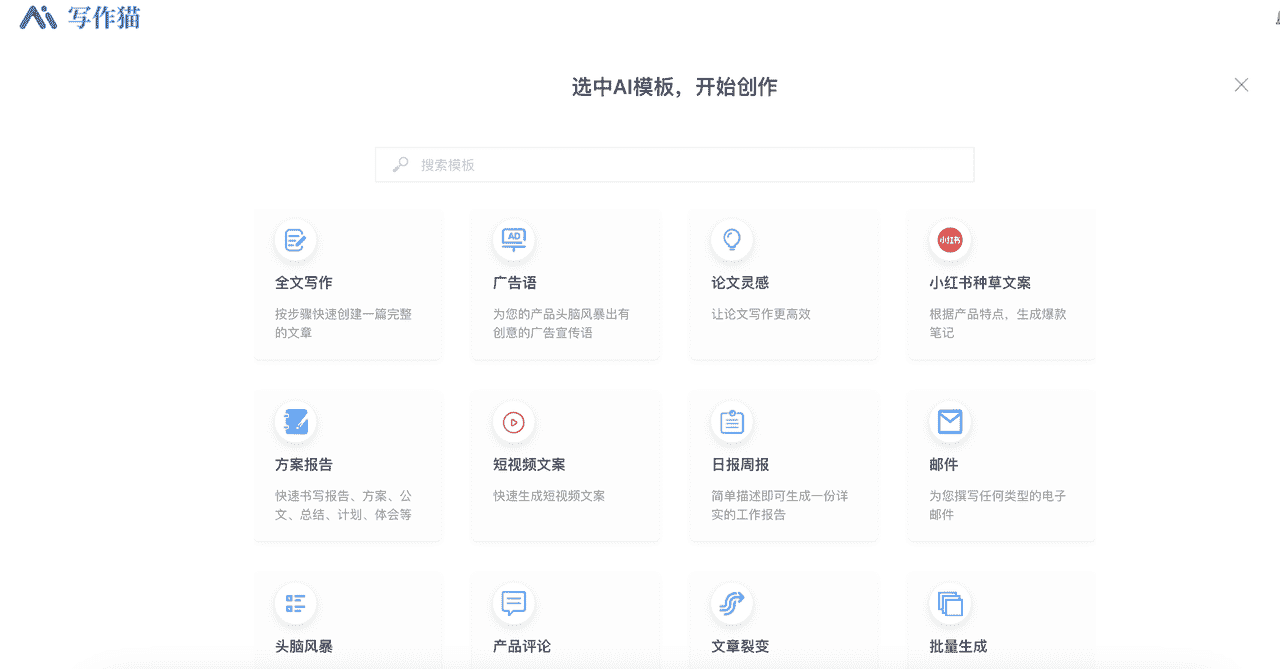 Ai 写作猫
选中AI模板，开始创作
搜索模板
AD
小红书
全文写作
广告语
论文灵感
小红书种草文案
按步骤快速创建一篇完整
的文章
为您的产品头脑风暴出有
创意的广告宣传语
让论文写作更高效
根据产品特点、生成爆款
笔记
方案报告
短视频文案
日报周报
邮件
快速书写报告、方案、公
文、总结、计划、体会等
快速生成短视频文案
简单描述即可生成一份详
实的工作报告
为您撰写任何类型的电子
邮件
头脑风暴
产品评论
文章裂变
批量生成